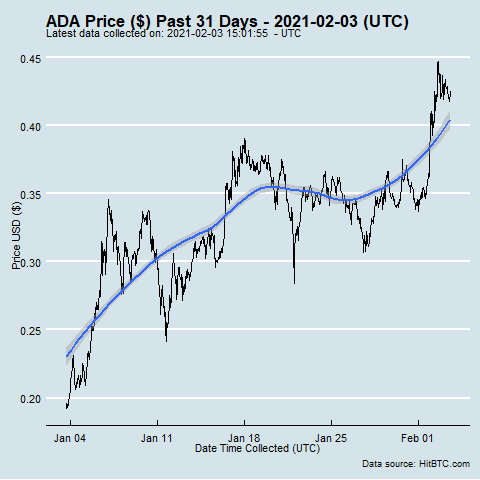 ADA Price ($) Past 31 Days - 2021-02-03 (UTC)
Latest data collected on: 2021-02-03 15:01:55  - UTC
0.45
0.40
0.35
0.30
0.25
0.20
Price USD ($)
Jan 04
Jan 11
Jan 18
Jan 25
Feb 01
Date Time Collected (UTC)
Data source: HitBTC.com